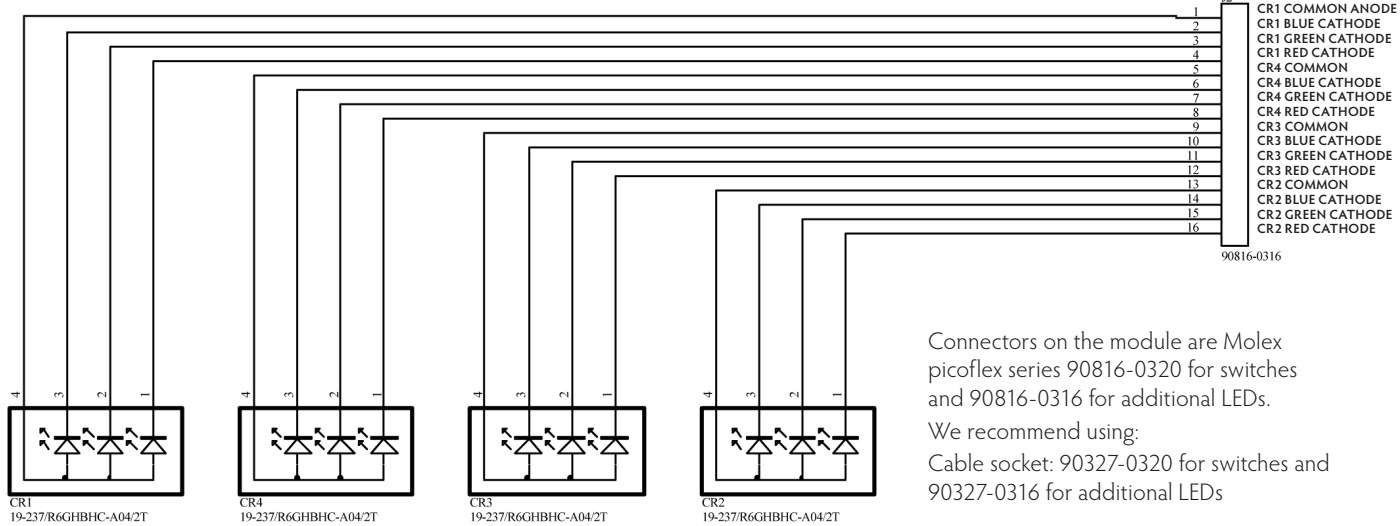 1 CR1 COMMON ANODE
2 CR1 BLUE CATHODE
3 CR1 GREEN CATHODE
4 CR1 RED CATHODE
5 CR4 COMMON
6 CR4 BLUE CATHODE
7 CR4 GREEN CATHODE
8 CR4 RED CATHODE
9 CR3 COMMON
10 CR3 BLUE CATHODE
11 CR3 GREEN CATHODE
12 CR3 RED CATHODE
13 CR2 COMMON
14 CR2 BLUE CATHODE
15 CR2 GREEN CATHODE
16 CR2 RED CATHODE
90816-0316
Connectors on the module are Molex
picoflex series 90816-0320 for switches
and 90816-0316 for additional LEDs.
We recommend using:
Cable socket: 90327-0320 for switches and
90327-0316 for additional LEDs
4 3 2 1
4 3 2 1
4 3 2 1
4 3 2 1
CR1
19-237/R6GHBHC-A04/2T
CR4
19-237/R6GHBHC-A04/2T
CR3
19-237/R6GHBHC-A04/2T
CR2
19-237/R6GHBHC-A04/2T